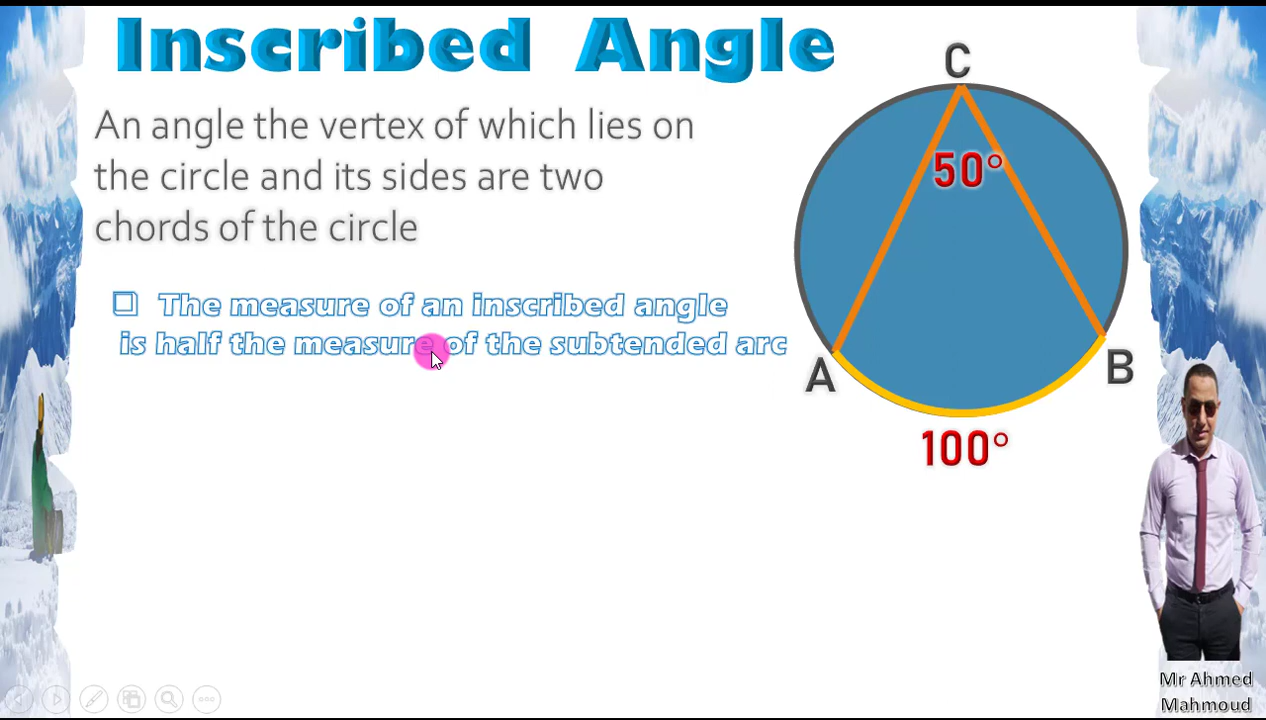 Inscribed Angle
An angle the vertex of which lies on
the circle and its sides are two
chords of the circle
❑ The measure of an inscribed angle
is half the measure of the subtended arc
C
50°
A
B
100°
Mr Ahmed
Mahmoud